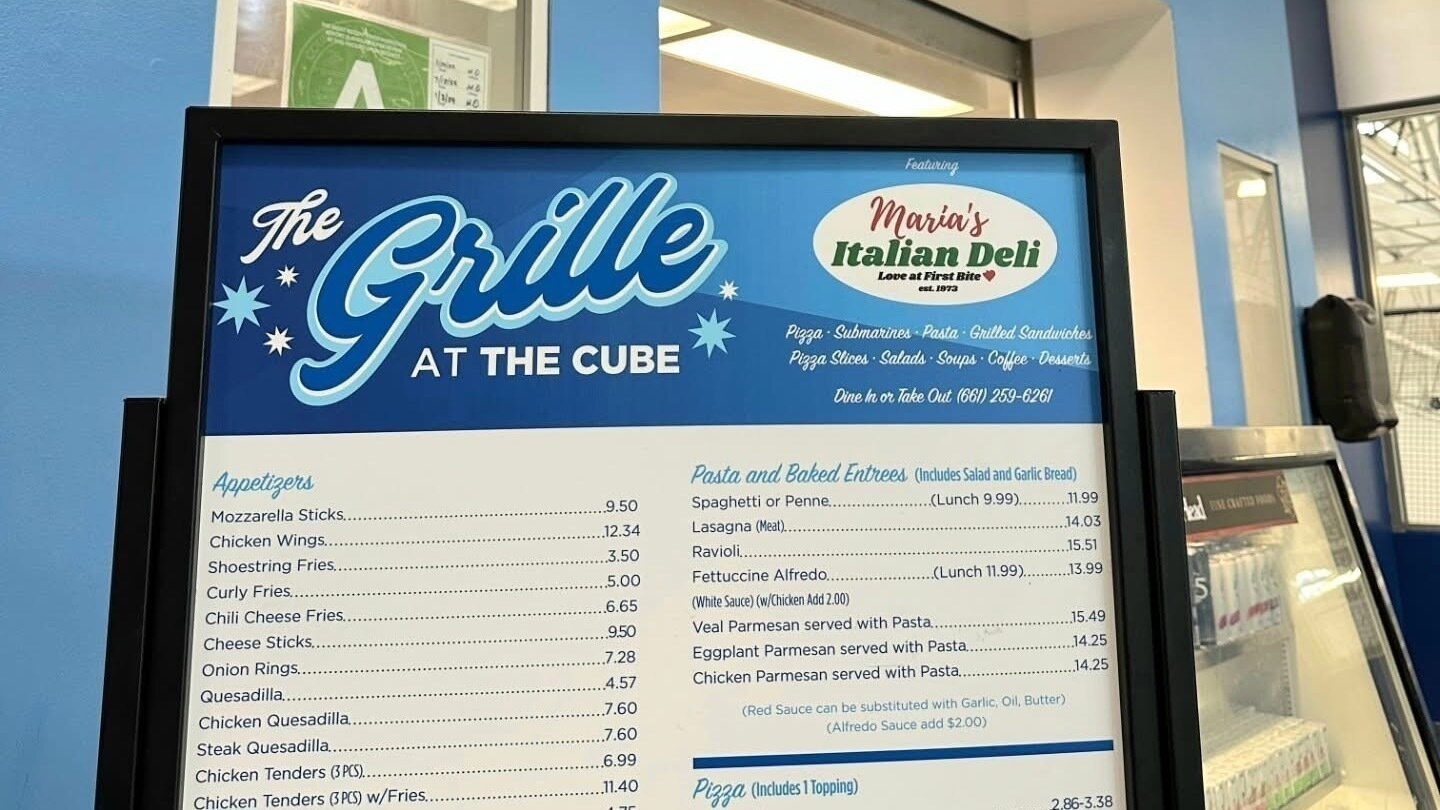 A
The
Grille
AT THE CUBE
Featuring
Maria's
Italian Deli
Love at First Bite
est. 1973
Pizza · Submarines · Pasta · Grilled Sandwiches
Pizza Slices · Salads · Soups · Coffee · Desserts
Dine In or Take Out (661) 259-6261
Appetizers
Mozzarella Sticks 9.50
Chicken Wings 12.34
Shoestring Fries 3.50
Curly Fries 5.00
Chili Cheese Fries 6.65
Cheese Sticks 9.50
Onion Rings 7.28
Quesadilla 4.57
Chicken Quesadilla 7.60
Steak Quesadilla 7.60
Chicken Tenders (3 PCS) 6.99
Chicken Tenders (3 PCS) w/Fries 11.40
Pasta and Baked Entrees (Includes Salad and Garlic Bread)
Spaghetti or Penne (Lunch 9.99) 11.99
Lasagna (Meat) 14.03
Ravioli 15.51
Fettuccine Alfredo (Lunch 11.99) 13.99
(White Sauce) (w/Chicken Add 2.00)
Veal Parmesan served with Pasta 15.49
Eggplant Parmesan served with Pasta 14.25
Chicken Parmesan served with Pasta 14.25
(Red Sauce can be substituted with Garlic, Oil, Butter)
(Alfredo Sauce add $2.00)
Pizza (Includes 1 Topping)
2.86-3.38
FINE CRAFTED FOODS